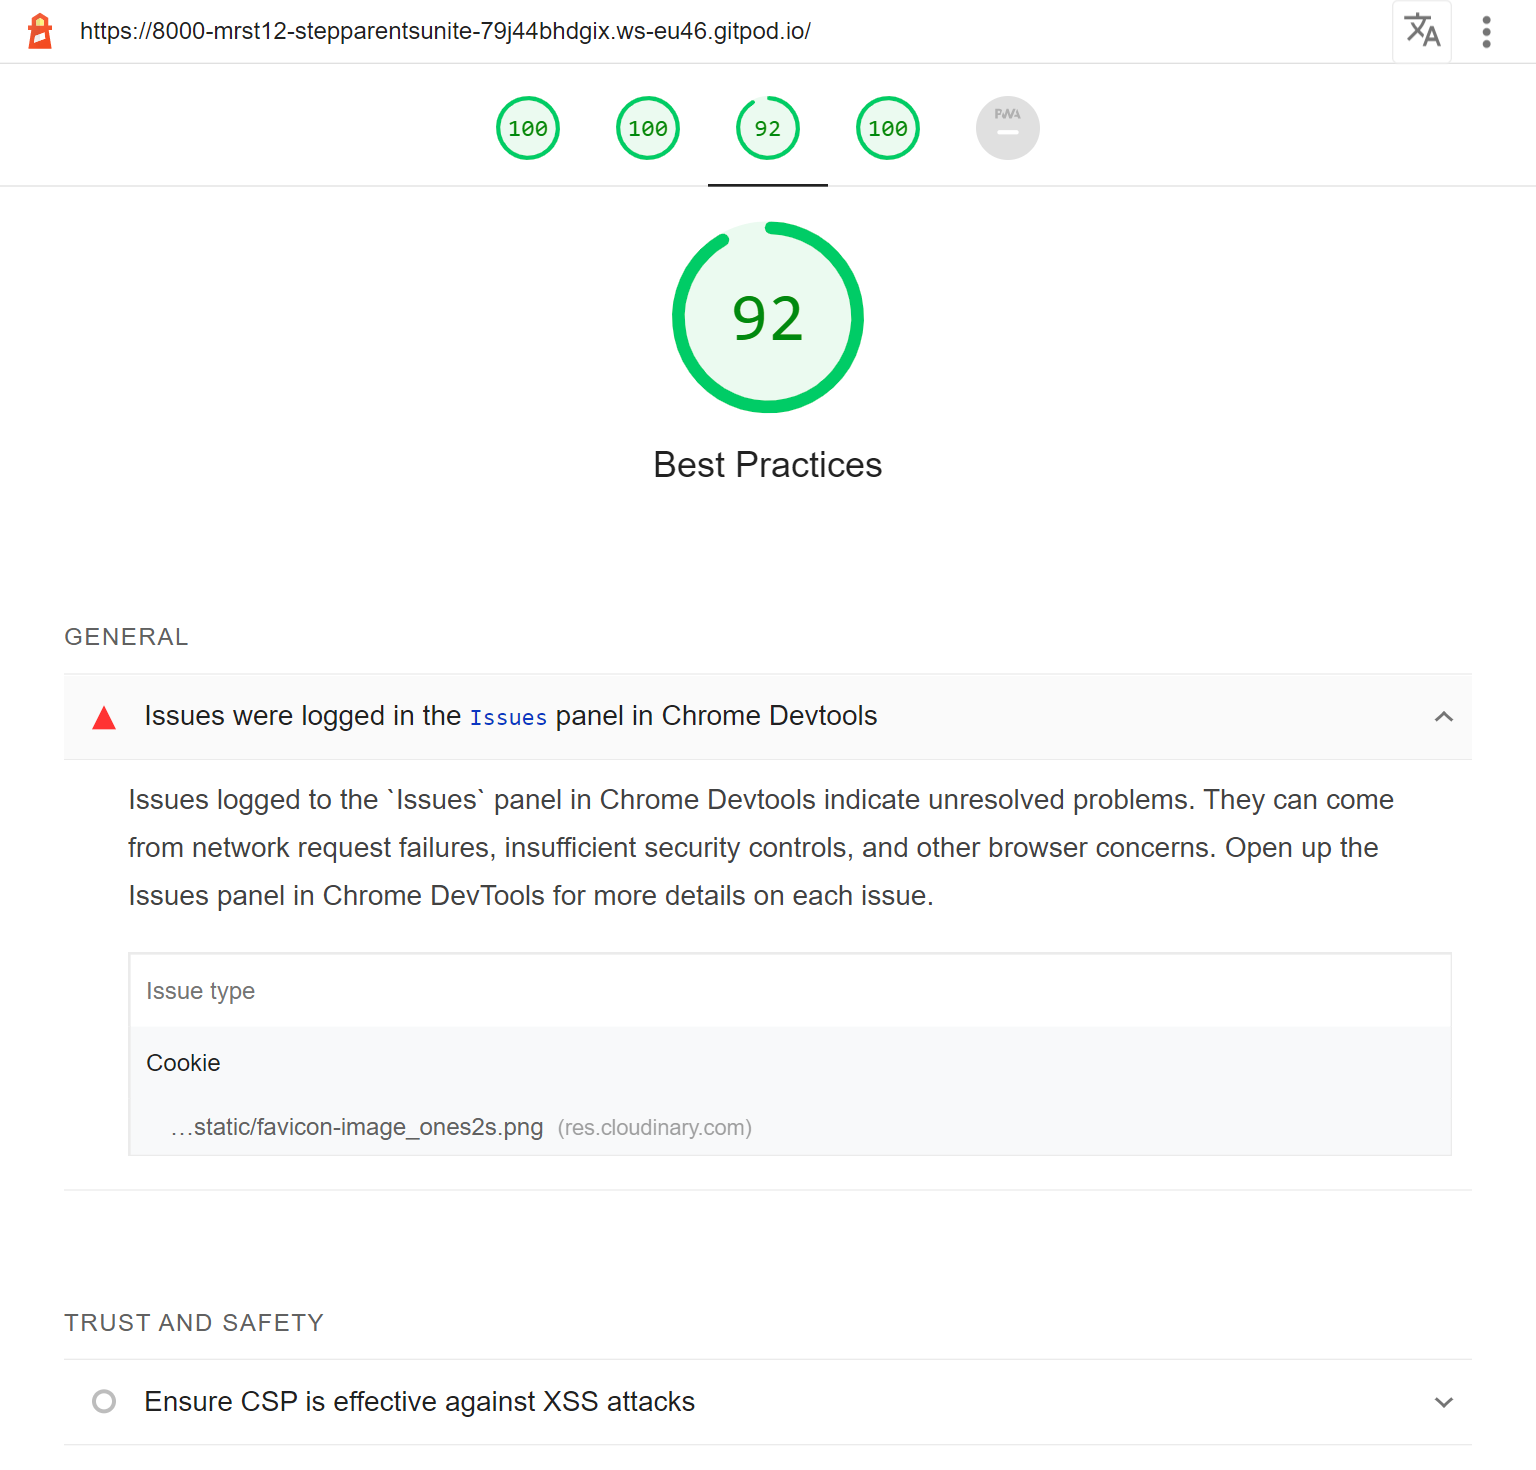 https://8000-mrst12-stepparentsunite-79j44bhdgix.ws-eu46.gitpod.io/
100
100
92
100
PWA
92
Best Practices
GENERAL
Issues were logged in the Issues panel in Chrome Devtools
Issues logged to the `Issues` panel in Chrome Devtools indicate unresolved problems. They can come
from network request failures, insufficient security controls, and other browser concerns. Open up the
Issues panel in Chrome DevTools for more details on each issue.
Issue type
Cookie
…static/favicon-image_ones2s.png (res.cloudinary.com)
TRUST AND SAFETY
Ensure CSP is effective against XSS attacks